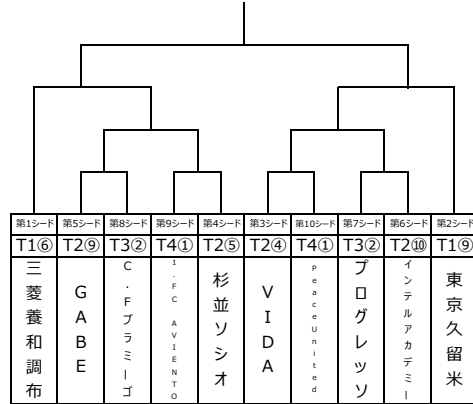 第1シード 第5シード 第8シード 第9シード 第4シード 第3シード 第10シード 第7シード 第6シード 第2シード
T1⑥ T2⑨ T3② T4① T2⑤ T2④ T4① T3② T2⑩ T1⑨
三菱養和調布
GABE
C.Fブラミーゴ
1.FC AVIENTO
杉並ソシオ
VIDA
PeaceUnited
プログレッソ
インテルアカデミー
東京久留米